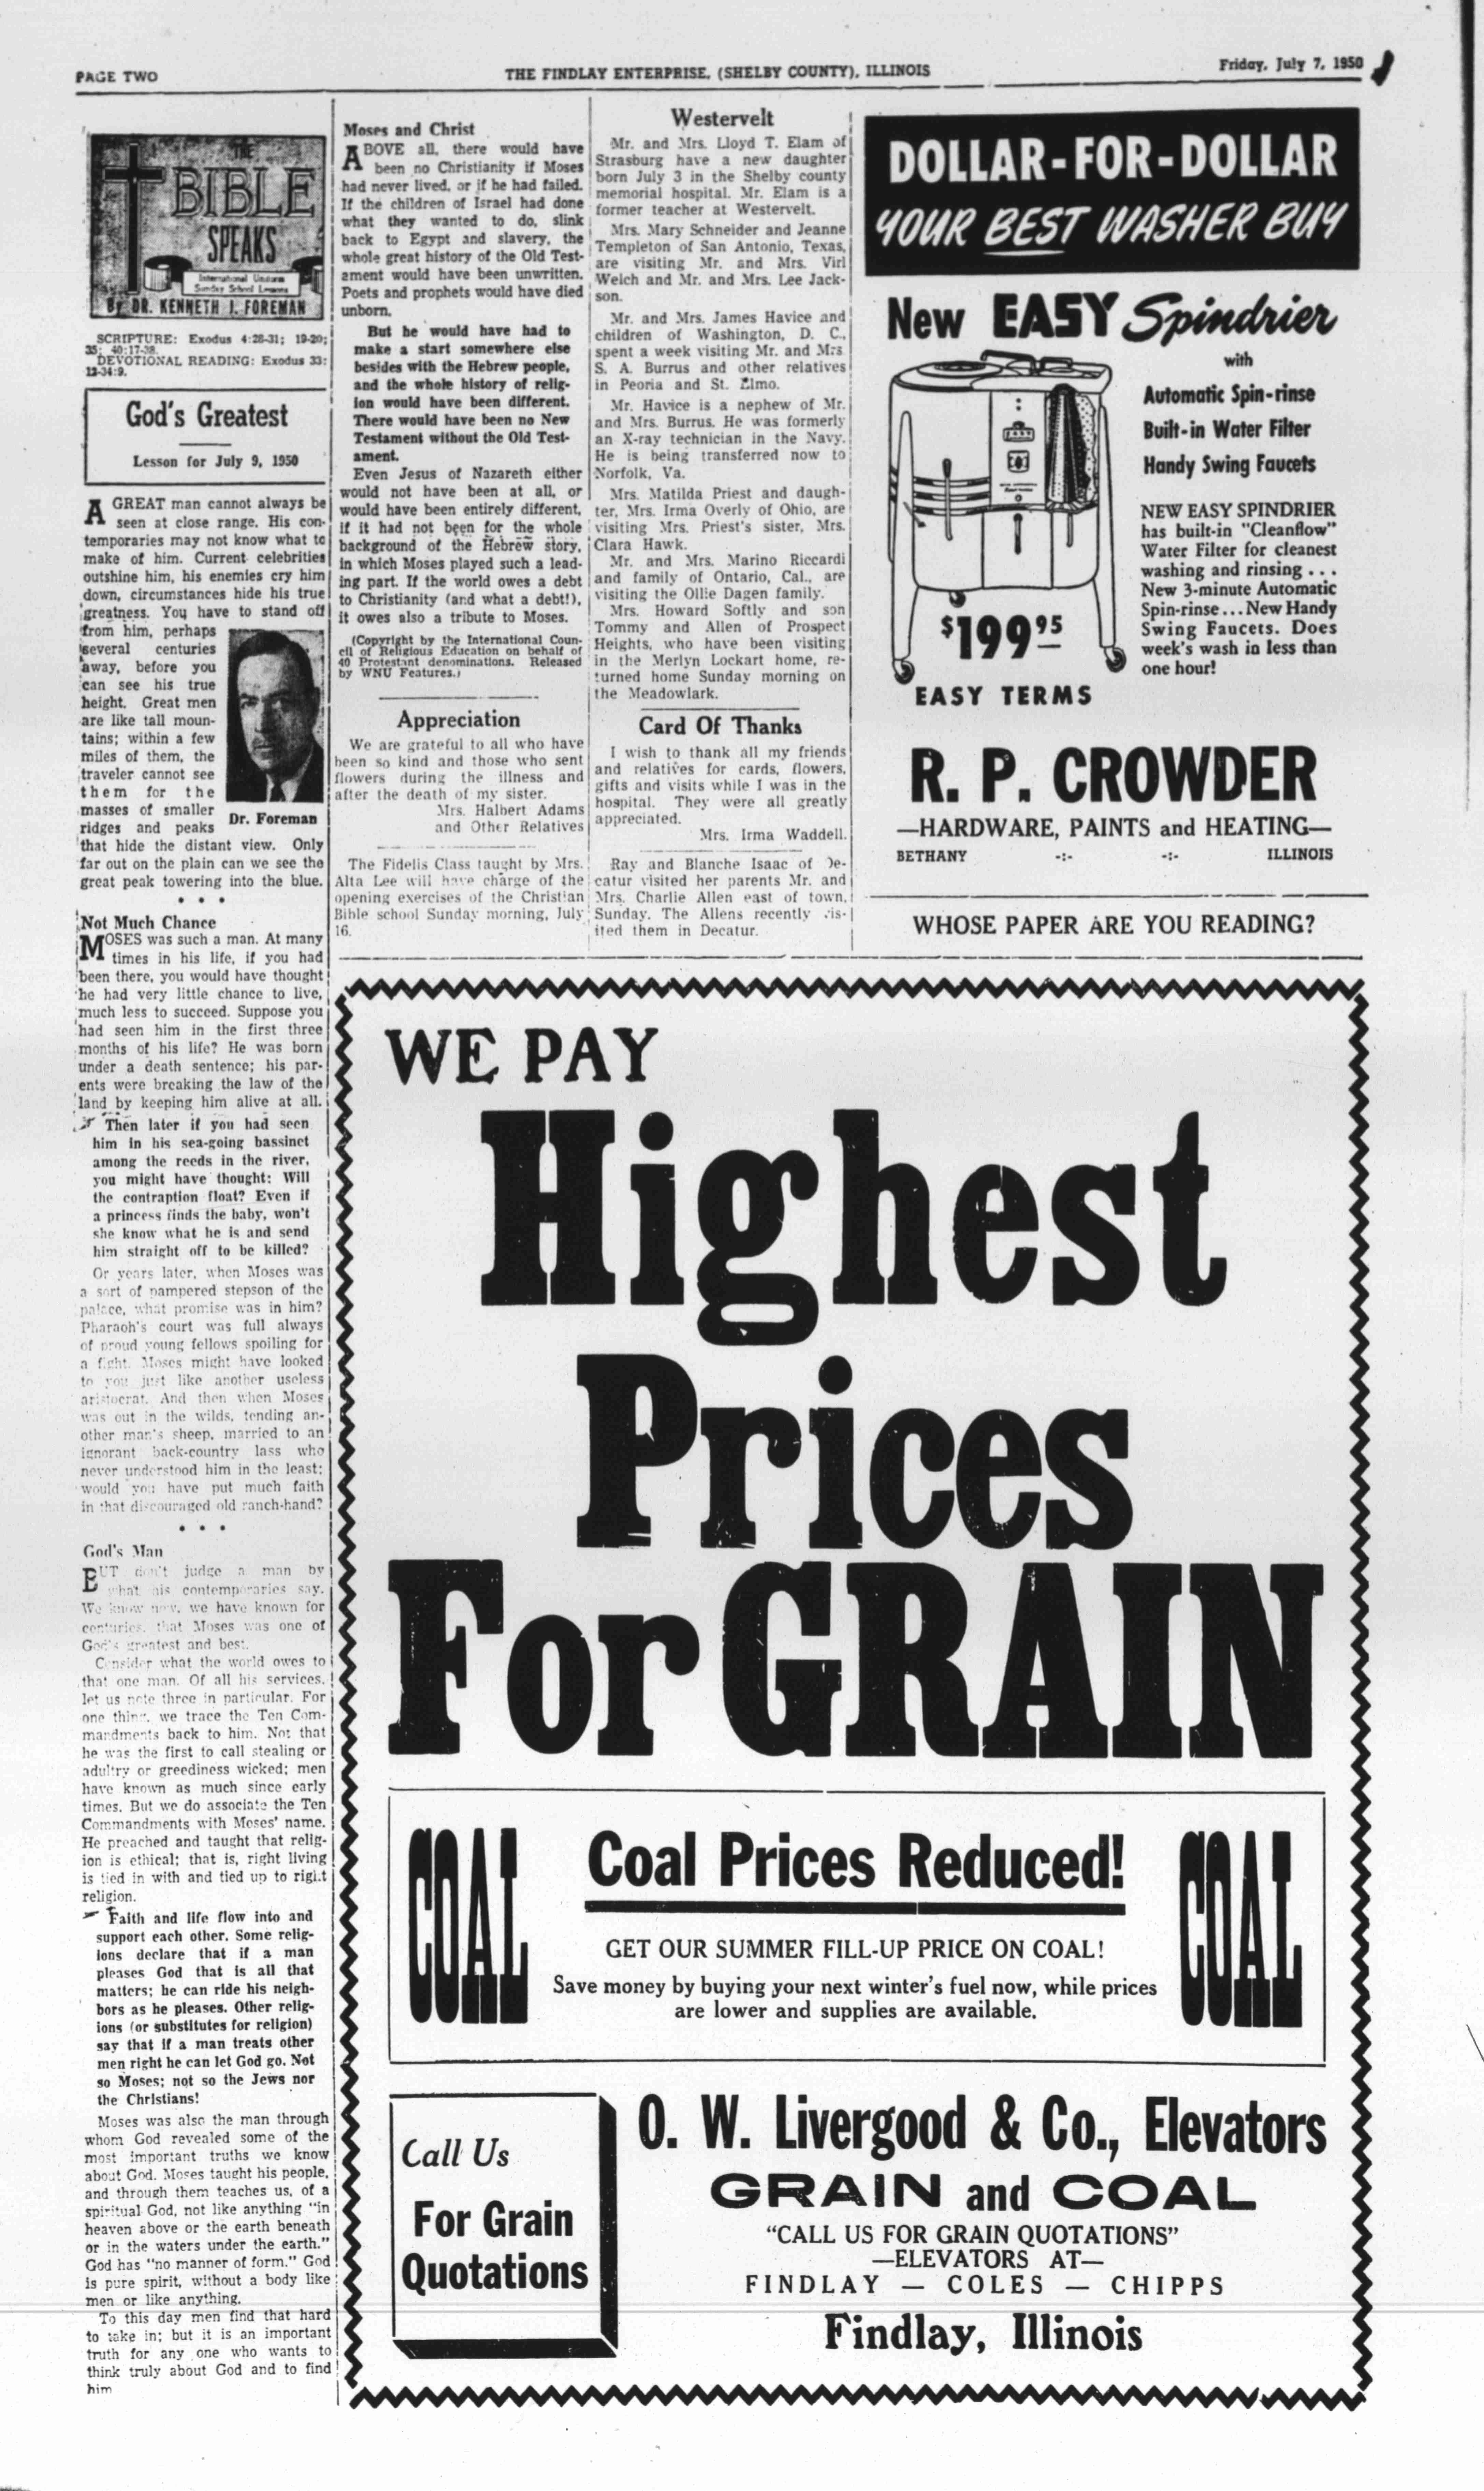 PAGE TWO
THE FINDLAY ENTERPRISE, (SHELBY COUNTY), ILLINOIS
Friday, July 7, 1950
THE
BIBLE
SPEAKS
International Uniform
Sunday School Lessons
BY DR. KENNETH J. FOREMAN
SCRIPTURE: Exodus 4:28-31; 19-20;
35; 40:17-38.
DEVOTIONAL READING: Exodus 33:
12-34:9.
God's Greatest
Lesson for July 9, 1950
A GREAT man cannot always be
seen at close range. His con-
temporaries may not know what to
make of him. Current celebrities
outshine him, his enemies cry him
down, circumstances hide his true
greatness. You have to stand off
from him, perhaps
several centuries
away, before you
can see his true
height. Great men
are like tall moun-
tains; within a few
miles of them, the
traveler cannot see
them for the
masses of smaller
ridges and peaks
Dr. Foreman
that hide the distant view. Only
far out on the plain can we see the
great peak towering into the blue.
• • •
Not Much Chance
MOSES was such a man. At many
times in his life, if you had
been there, you would have thought
he had very little chance to live,
much less to succeed. Suppose you
had seen him in the first three
months of his life? He was born
under a death sentence; his par-
ents were breaking the law of the
land by keeping him alive at all.
Then later if you had seen
him in his sea-going bassinet
among the reeds in the river,
you might have thought: Will
the contraption float? Even if
a princess finds the baby, won't
she know what he is and send
him straight off to be killed?
Or years later, when Moses was
a sort of pampered stepson of the
palace, what promise was in him?
Pharaoh's court was full always
of proud young fellows spoiling for
a fight. Moses might have looked
to you just like another useless
aristocrat. And then when Moses
was out in the wilds, tending an-
other man's sheep, married to an
ignorant back-country lass who
never understood him in the least;
would you have put much faith
in that discouraged old ranch-hand?
• • •
God's Man
BUT don't judge a man by
what his contemporaries say.
We know now, we have known for
centuries, that Moses was one of
God's greatest and best.
Consider what the world owes to
that one man. Of all his services,
let us note three in particular. For
one thing, we trace the Ten Com-
mandments back to him. Not that
he was the first to call stealing or
adultry or greediness wicked; men
have known as much since early
times. But we do associate the Ten
Commandments with Moses' name.
He preached and taught that relig-
ion is ethical; that is, right living
is tied in with and tied up to right
religion.
Faith and life flow into and
support each other. Some relig-
ions declare that if a man
pleases God that is all that
matters; he can ride his neigh-
bors as he pleases. Other relig-
ions (or substitutes for religion)
say that if a man treats other
men right he can let God go. Not
so Moses; not so the Jews nor
the Christians!
Moses was also the man through
whom God revealed some of the
most important truths we know
about God. Moses taught his people,
and through them teaches us, of a
spiritual God, not like anything "in
heaven above or the earth beneath
or in the waters under the earth."
God has "no manner of form." God
is pure spirit, without a body like
men or like anything.
To this day men find that hard
to take in; but it is an important
truth for any one who wants to
think truly about God and to find
him
Moses and Christ
ABOVE all, there would have
been no Christianity if Moses
had never lived, or if he had failed.
If the children of Israel had done
what they wanted to do, slink
back to Egypt and slavery, the
whole great history of the Old Test-
ament would have been unwritten.
Poets and prophets would have died
unborn.
But he would have had to
make a start somewhere else
besides with the Hebrew people,
and the whole history of relig-
ion would have been different.
There would have been no New
Testament without the Old Test-
ament.
Even Jesus of Nazareth either
would not have been at all, or
would have been entirely different,
if it had not been for the whole
background of the Hebrew story,
in which Moses played such a lead-
ing part. If the world owes a debt
to Christianity (and what a debt!),
it owes also a tribute to Moses.
(Copyright by the International Coun-
cil of Religious Education on behalf of
40 Protestant denominations. Released
by WNU Features.)
Appreciation
We are grateful to all who have
been so kind and those who sent
flowers during the illness and
after the death of my sister.
Mrs. Halbert Adams
and Other Relatives
The Fidelis Class taught by Mrs.
Alta Lee will have charge of the
opening exercises of the Christian
Bible school Sunday morning, July
16.
Westervelt
Mr. and Mrs. Lloyd T. Elam of
Strasburg have a new daughter
born July 3 in the Shelby county
memorial hospital. Mr. Elam is a
former teacher at Westervelt.
Mrs. Mary Schneider and Jeanne
Templeton of San Antonio, Texas,
are visiting Mr. and Mrs. Virl
Welch and Mr. and Mrs. Lee Jack-
son.
Mr. and Mrs. James Havice and
children of Washington, D. C.,
spent a week visiting Mr. and Mrs.
S. A. Burrus and other relatives
in Peoria and St. Elmo.
Mr. Havice is a nephew of Mr.
and Mrs. Burrus. He was formerly
an X-ray technician in the Navy.
He is being transferred now to
Norfolk, Va.
Mrs. Matilda Priest and daugh-
ter, Mrs. Irma Overly of Ohio, are
visiting Mrs. Priest's sister, Mrs.
Clara Hawk.
Mr. and Mrs. Marino Riccardi
and family of Ontario, Cal., are
visiting the Ollie Dagen family.
Mrs. Howard Softly and son
Tommy and Allen of Prospect
Heights, who have been visiting
in the Merlyn Lockart home, re-
turned home Sunday morning on
the Meadowlark.
Card Of Thanks
I wish to thank all my friends
and relatives for cards, flowers,
gifts and visits while I was in the
hospital. They were all greatly
appreciated.
Mrs. Irma Waddell.
Ray and Blanche Isaac of De-
catur visited her parents Mr. and
Mrs. Charlie Allen east of town,
Sunday. The Allens recently vis-
ited them in Decatur.
DOLLAR-FOR-DOLLAR
YOUR BEST WASHER BUY
New EASY Spindrier
with
Automatic Spin-rinse
Built-in Water Filter
Handy Swing Faucets
NEW EASY SPINDRIER
has built-in "Cleanflow"
Water Filter for cleanest
washing and rinsing . . .
New 3-minute Automatic
Spin-rinse... New Handy
Swing Faucets. Does
week's wash in less than
one hour!
$199 95
EASY TERMS
R. P. CROWDER
—HARDWARE, PAINTS and HEATING—
BETHANY -:- -:- ILLINOIS
WHOSE PAPER ARE YOU READING?
WE PAY
Highest
Prices
For GRAIN
COAL
Coal Prices Reduced!
GET OUR SUMMER FILL-UP PRICE ON COAL!
Save money by buying your next winter's fuel now, while prices
are lower and supplies are available.
COAL
Call Us
For Grain
Quotations
O. W. Livergood & Co., Elevators
GRAIN and COAL
"CALL US FOR GRAIN QUOTATIONS"
—ELEVATORS AT—
FINDLAY — COLES — CHIPPS
Findlay, Illinois